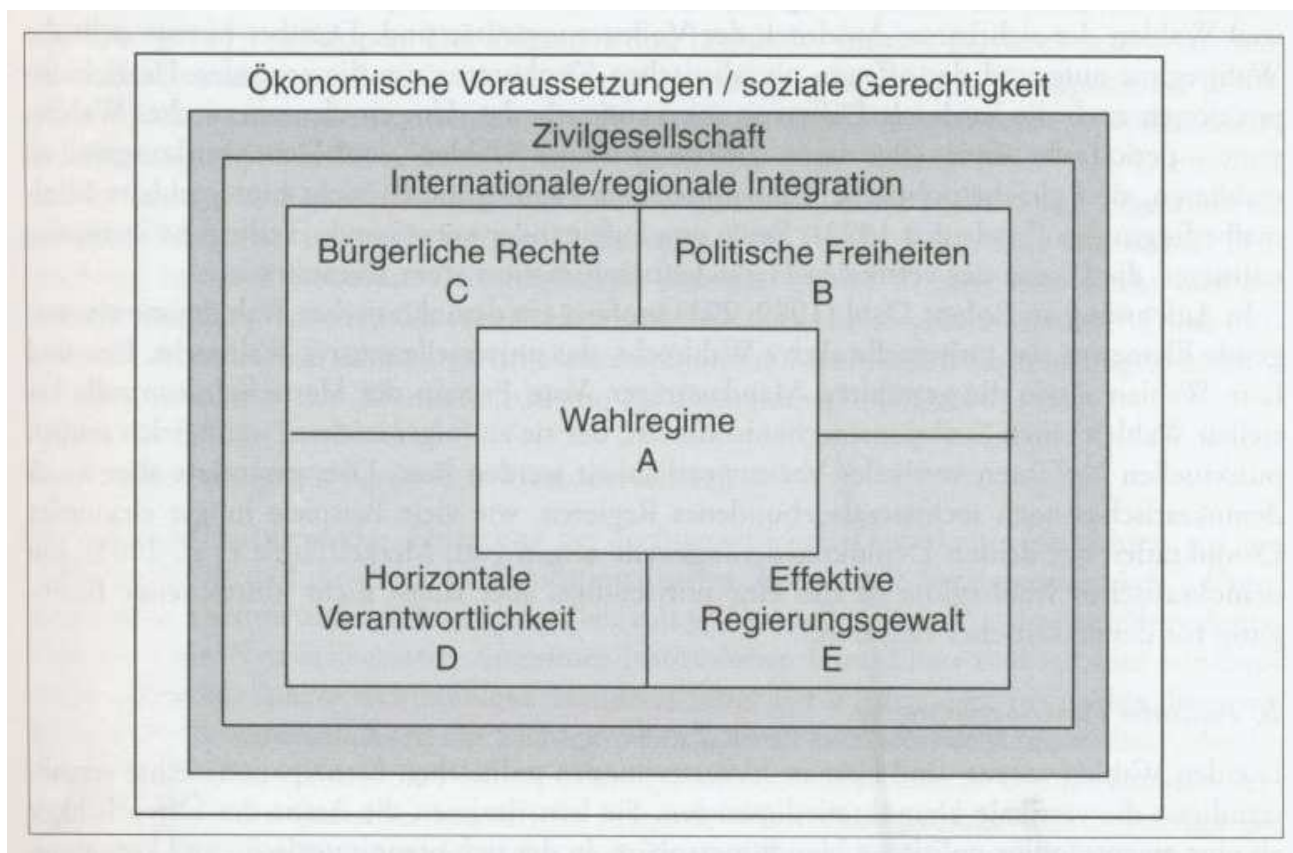 Ökonomische Voraussetzungen / soziale Gerechtigkeit
Zivilgesellschaft
Internationale/regionale Integration
Bürgerliche Rechte
C
Politische Freiheiten
B
Wahlregime
A
Horizontale
Verantwortlichkeit
D
Effektive
Regierungsgewalt
E